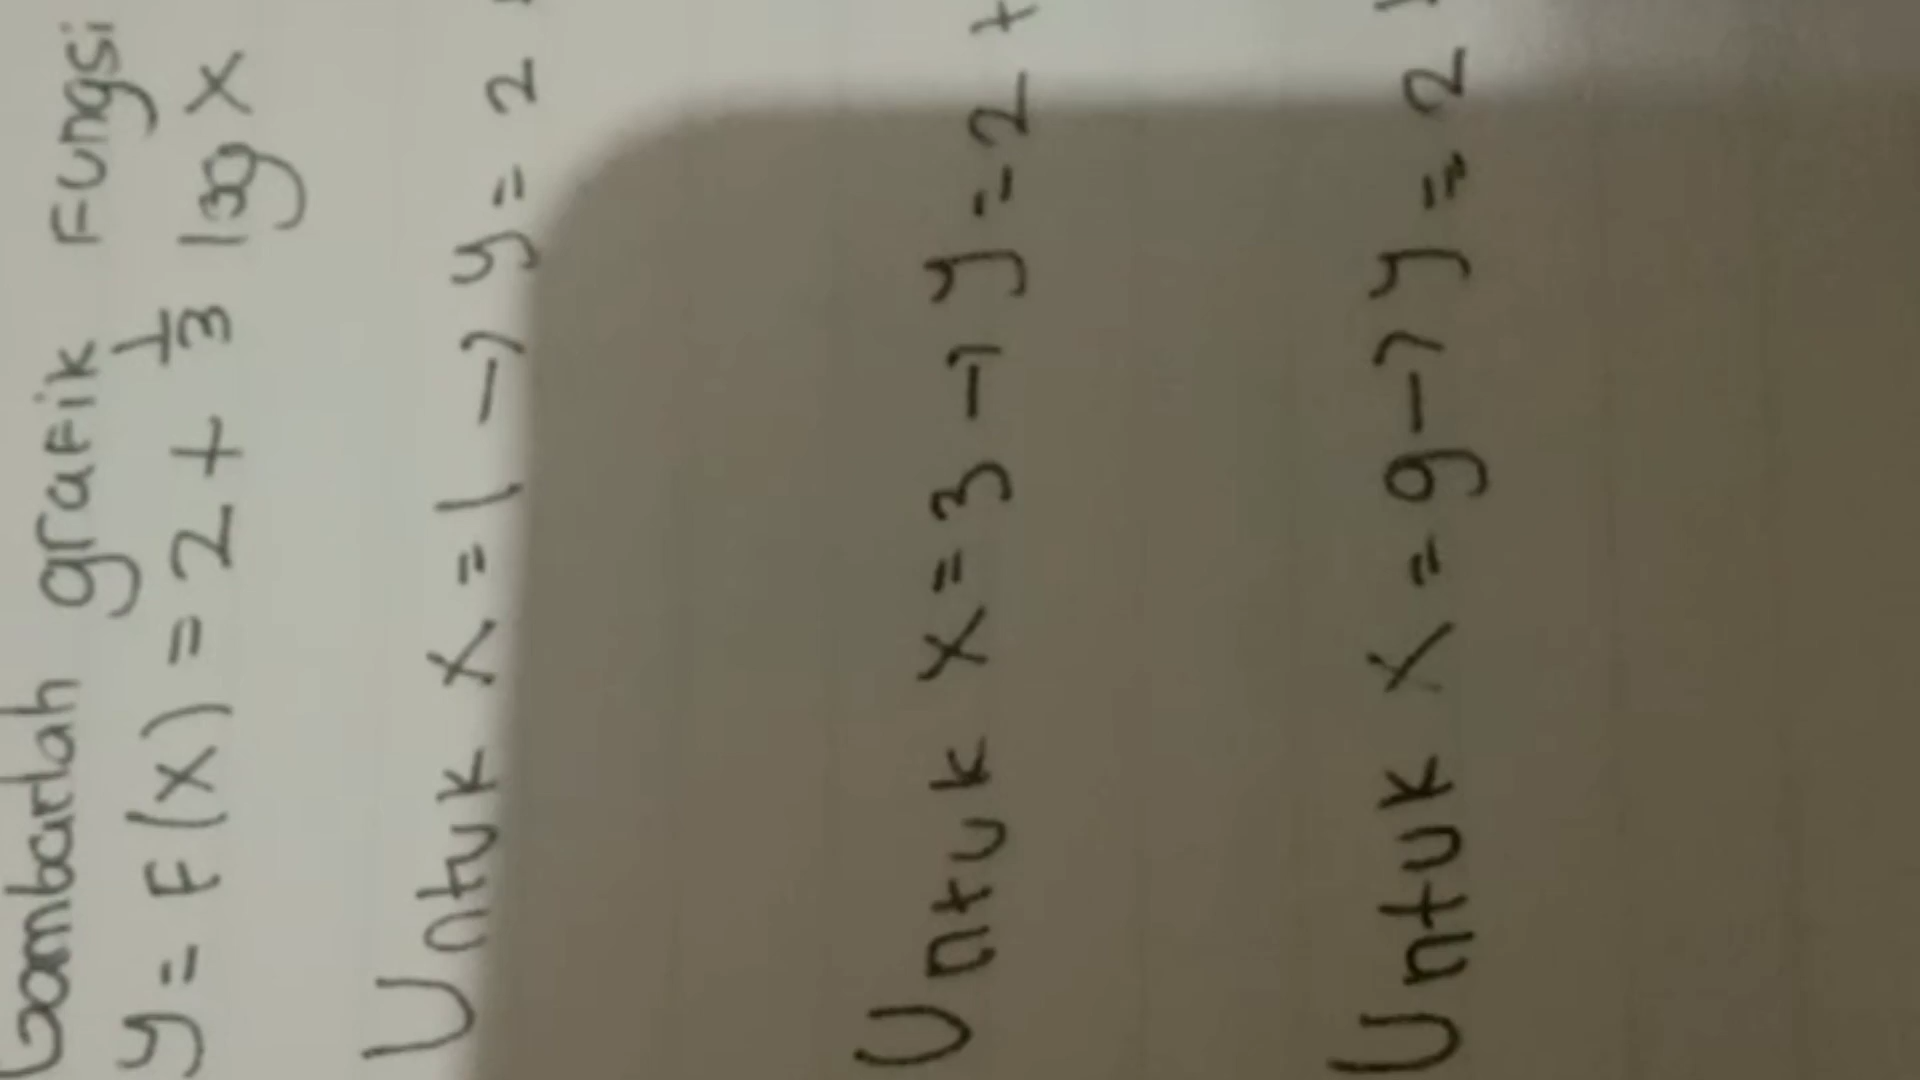 Gambarlah grafik Fungsi
y = F(x) = 2 + 1/3 log x
Untuk x = 1 → y = 2
Untuk x = 3 → y = 2 +
Untuk x = 9 → y = 2